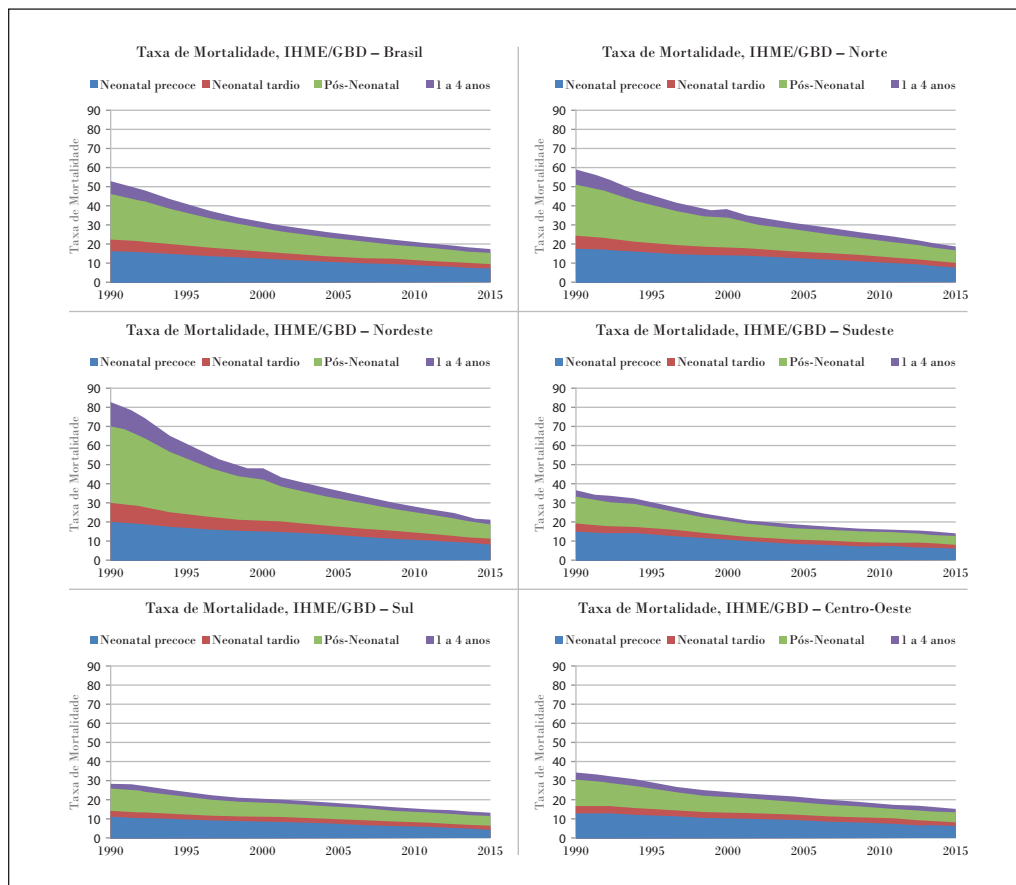 Taxa de Mortalidade, IHME/GBD – Brasil
Neonatal precoce Neonatal tardio Pós-Neonatal 1 a 4 anos
Taxa de Mortalidade
90
80
70
60
50
40
30
20
10
0
1990 1995 2000 2005 2010 2015
Taxa de Mortalidade, IHME/GBD – Norte
Neonatal precoce Neonatal tardio Pós-Neonatal 1 a 4 anos
Taxa de Mortalidade
90
80
70
60
50
40
30
20
10
0
1990 1995 2000 2005 2010 2015
Taxa de Mortalidade, IHME/GBD – Nordeste
Neonatal precoce Neonatal tardio Pós-Neonatal 1 a 4 anos
Taxa de Mortalidade
90
80
70
60
50
40
30
20
10
0
1990 1995 2000 2005 2010 2015
Taxa de Mortalidade, IHME/GBD – Sudeste
Neonatal precoce Neonatal tardio Pós-Neonatal 1 a 4 anos
Taxa de Mortalidade
90
80
70
60
50
40
30
20
10
0
1990 1995 2000 2005 2010 2015
Taxa de Mortalidade, IHME/GBD – Sul
Neonatal precoce Neonatal tardio Pós-Neonatal 1 a 4 anos
Taxa de Mortalidade
90
80
70
60
50
40
30
20
10
0
1990 1995 2000 2005 2010 2015
Taxa de Mortalidade, IHME/GBD – Centro-Oeste
Neonatal precoce Neonatal tardio Pós-Neonatal 1 a 4 anos
Taxa de Mortalidade
90
80
70
60
50
40
30
20
10
0
1990 1995 2000 2005 2010 2015